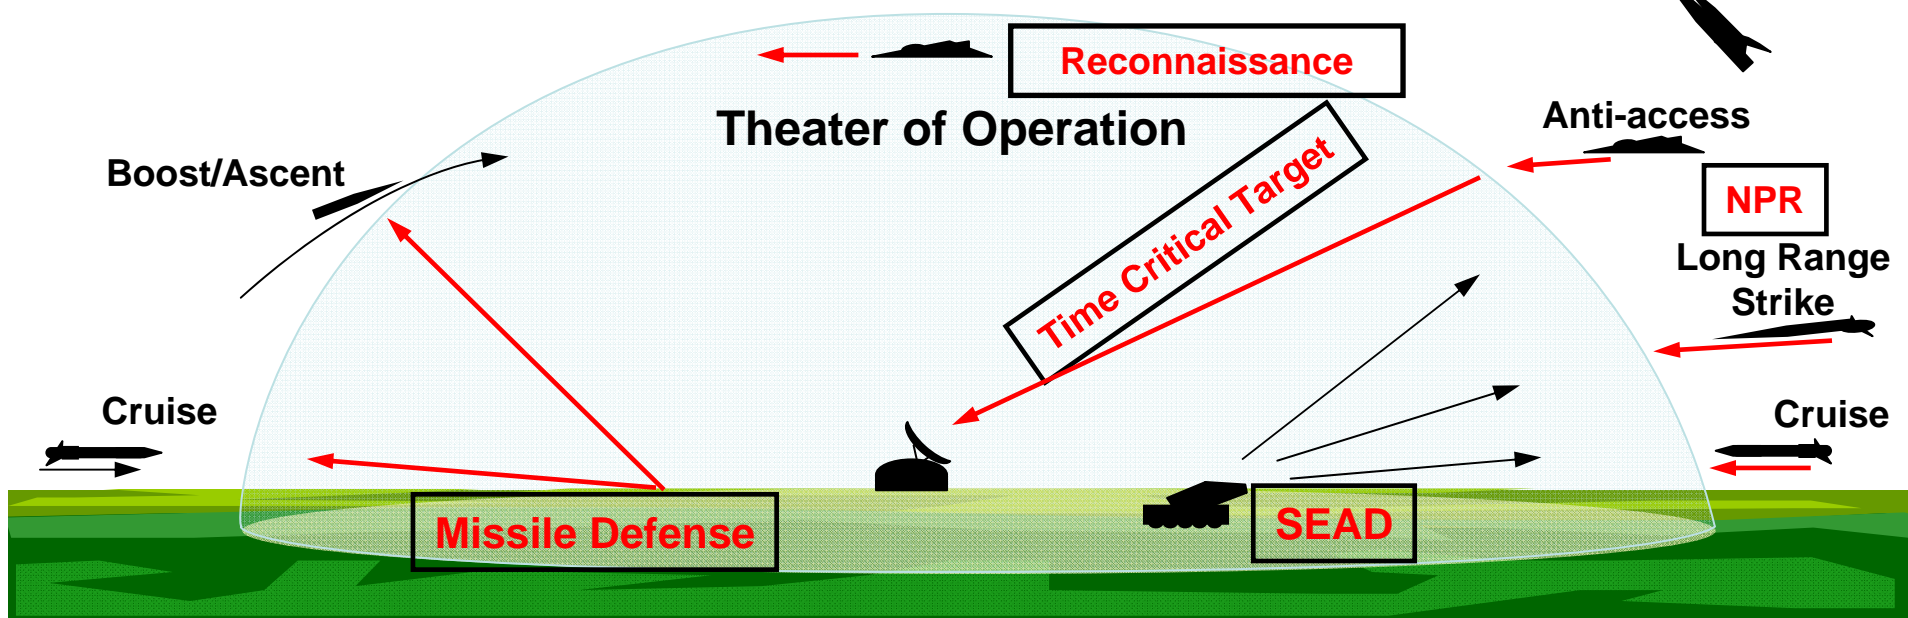 Reconnaissance
Theater of Operation
Anti-access
Boost/Ascent
Time Critical Target
NPR
Long Range
Strike
Cruise
Cruise
Missile Defense
SEAD